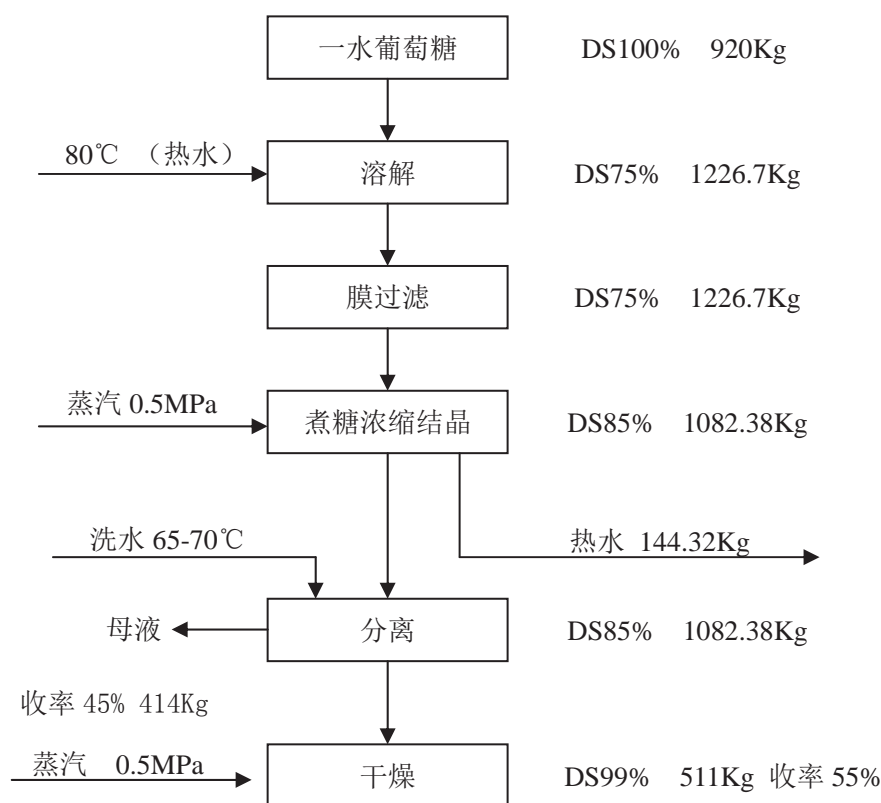 一水葡萄糖 DS100% 920Kg
80℃ （热水） 溶解 DS75% 1226.7Kg
膜过滤 DS75% 1226.7Kg
蒸汽 0.5MPa 煮糖浓缩结晶 DS85% 1082.38Kg
洗水 65-70℃ 热水 144.32Kg
母液 分离 DS85% 1082.38Kg
收率 45% 414Kg
蒸汽 0.5MPa 干燥 DS99% 511Kg 收率 55%